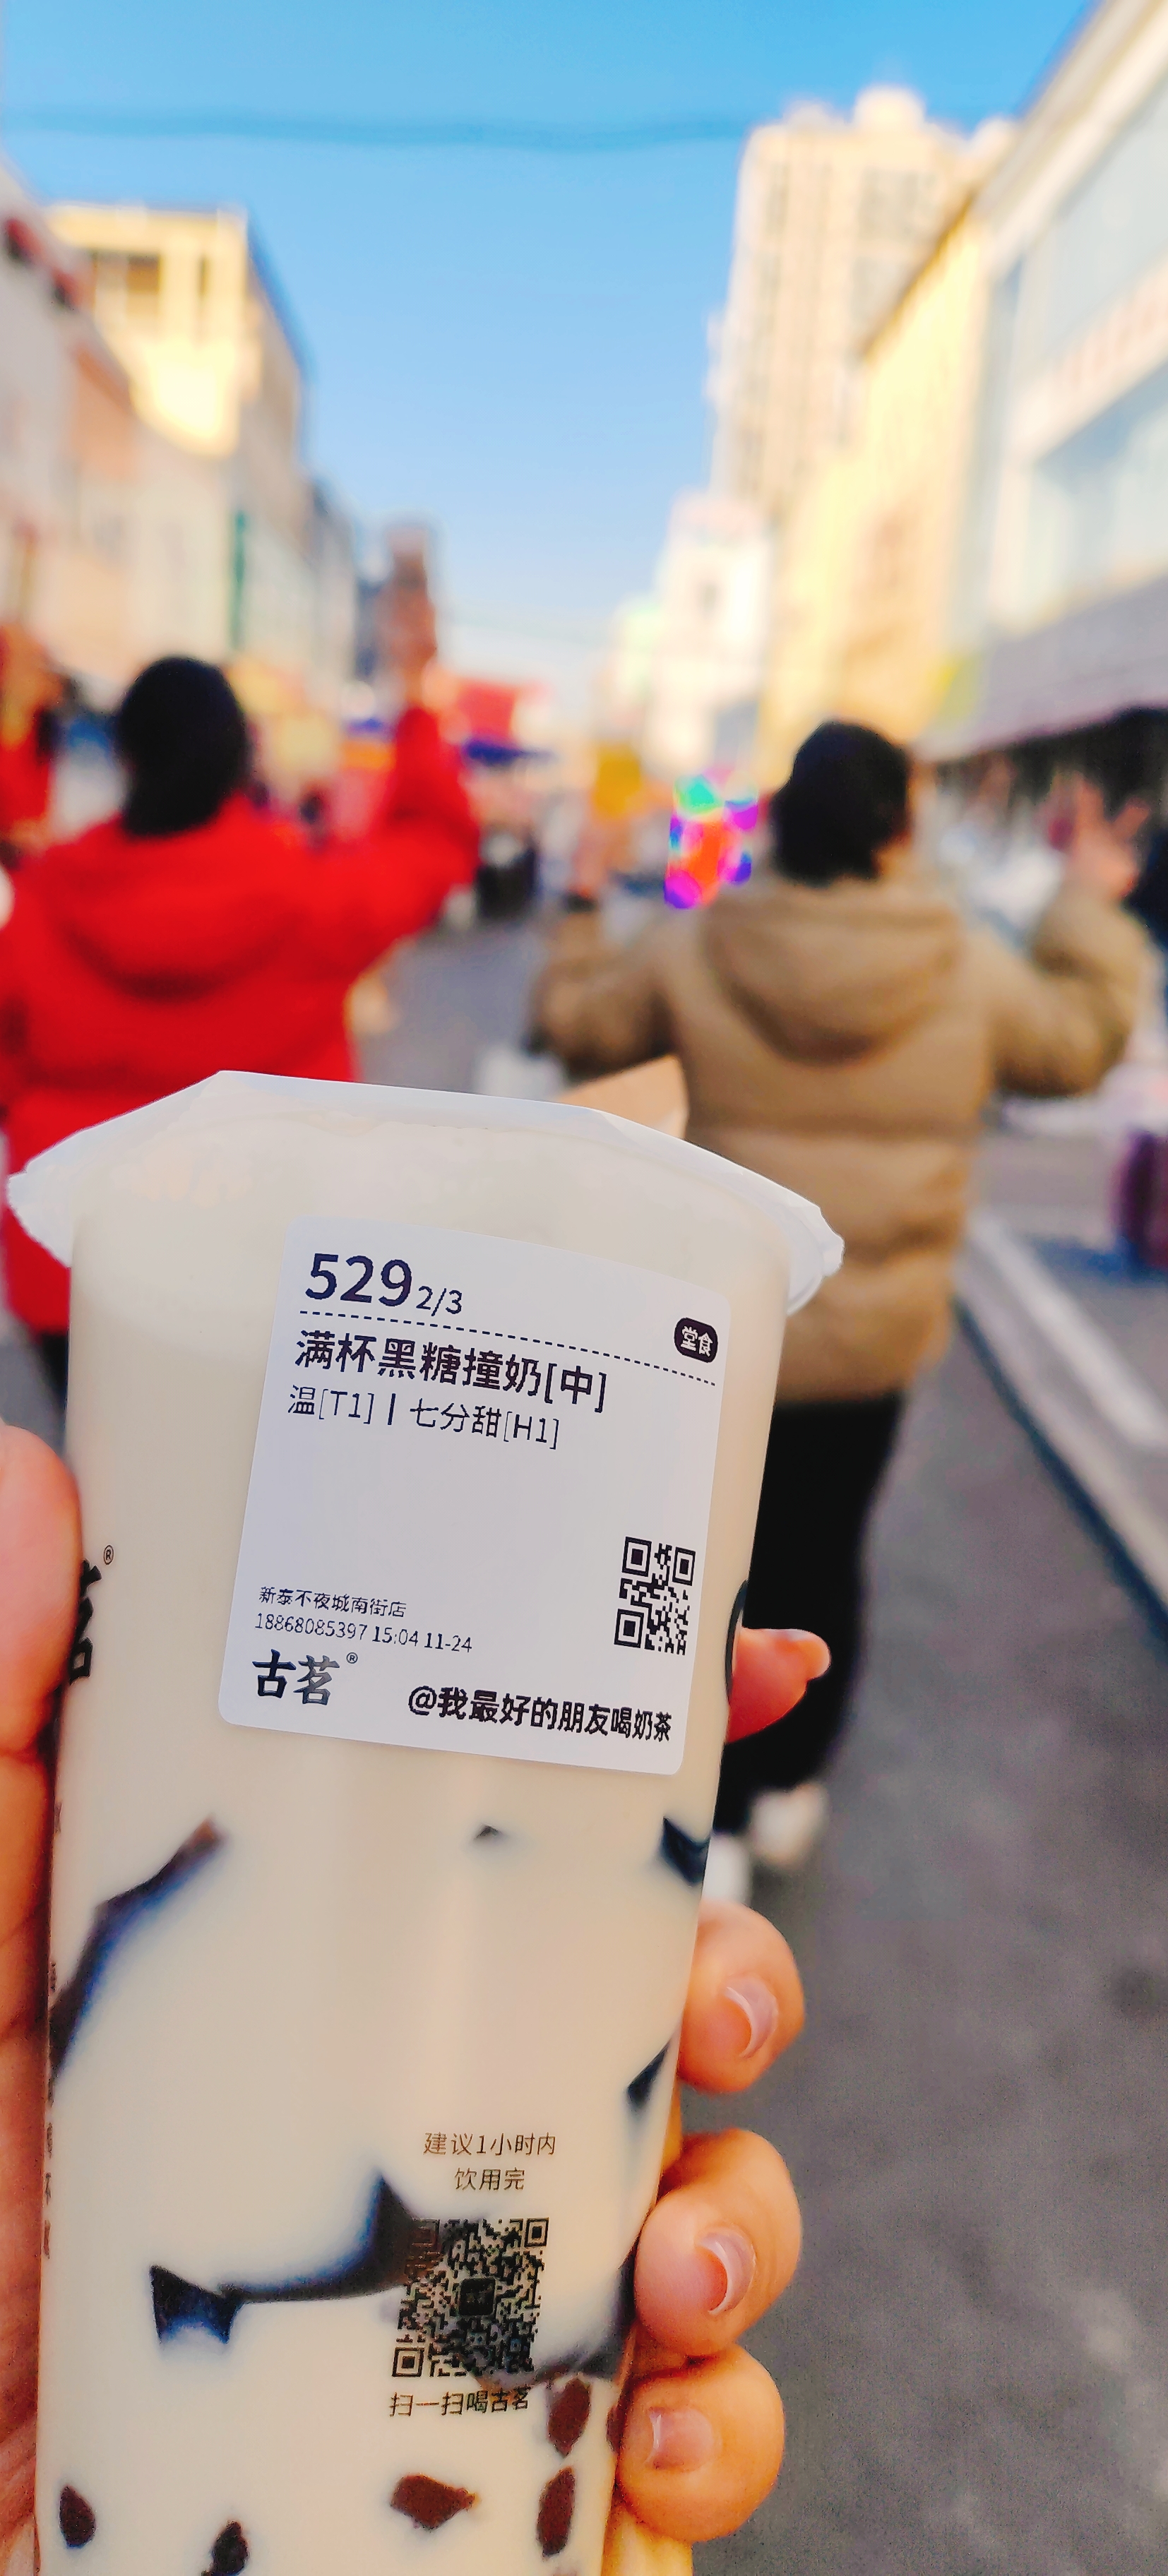 529 2/3
堂食
满杯黑糖撞奶[中]
温[T1]丨七分甜[H1]
新泰不夜城南街店
18868085397 15:04 11-24
古茗®
@我最好的朋友喝奶茶
茗®
建议1小时内
饮用完
扫一扫喝古茗